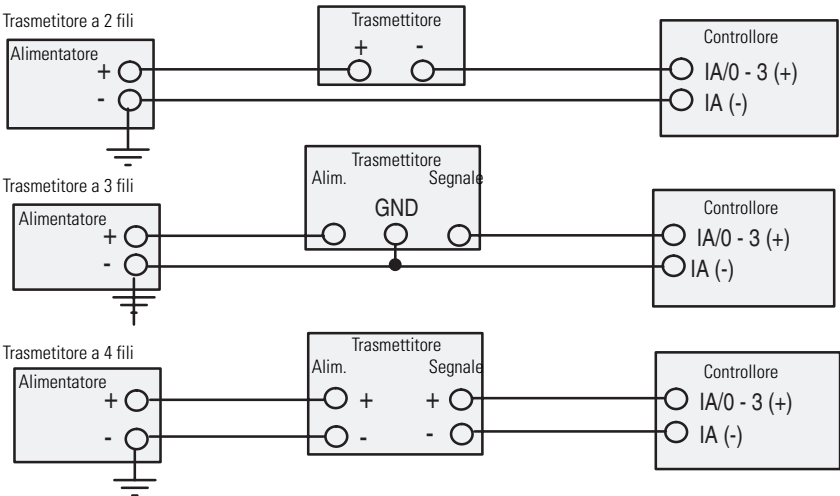 Trasmetitore a 2 fili
Alimentatore
+
-
Trasmettitore
+ -
Controllore
IA/0 - 3 (+)
IA (-)
Trasmetitore a 3 fili
Alimentatore
+
-
Trasmettitore
Alim. Segnale
GND
Controllore
IA/0 - 3 (+)
IA (-)
Trasmetitore a 4 fili
Alimentatore
+
-
Trasmettitore
Alim. Segnale
+ +
- -
Controllore
IA/0 - 3 (+)
IA (-)